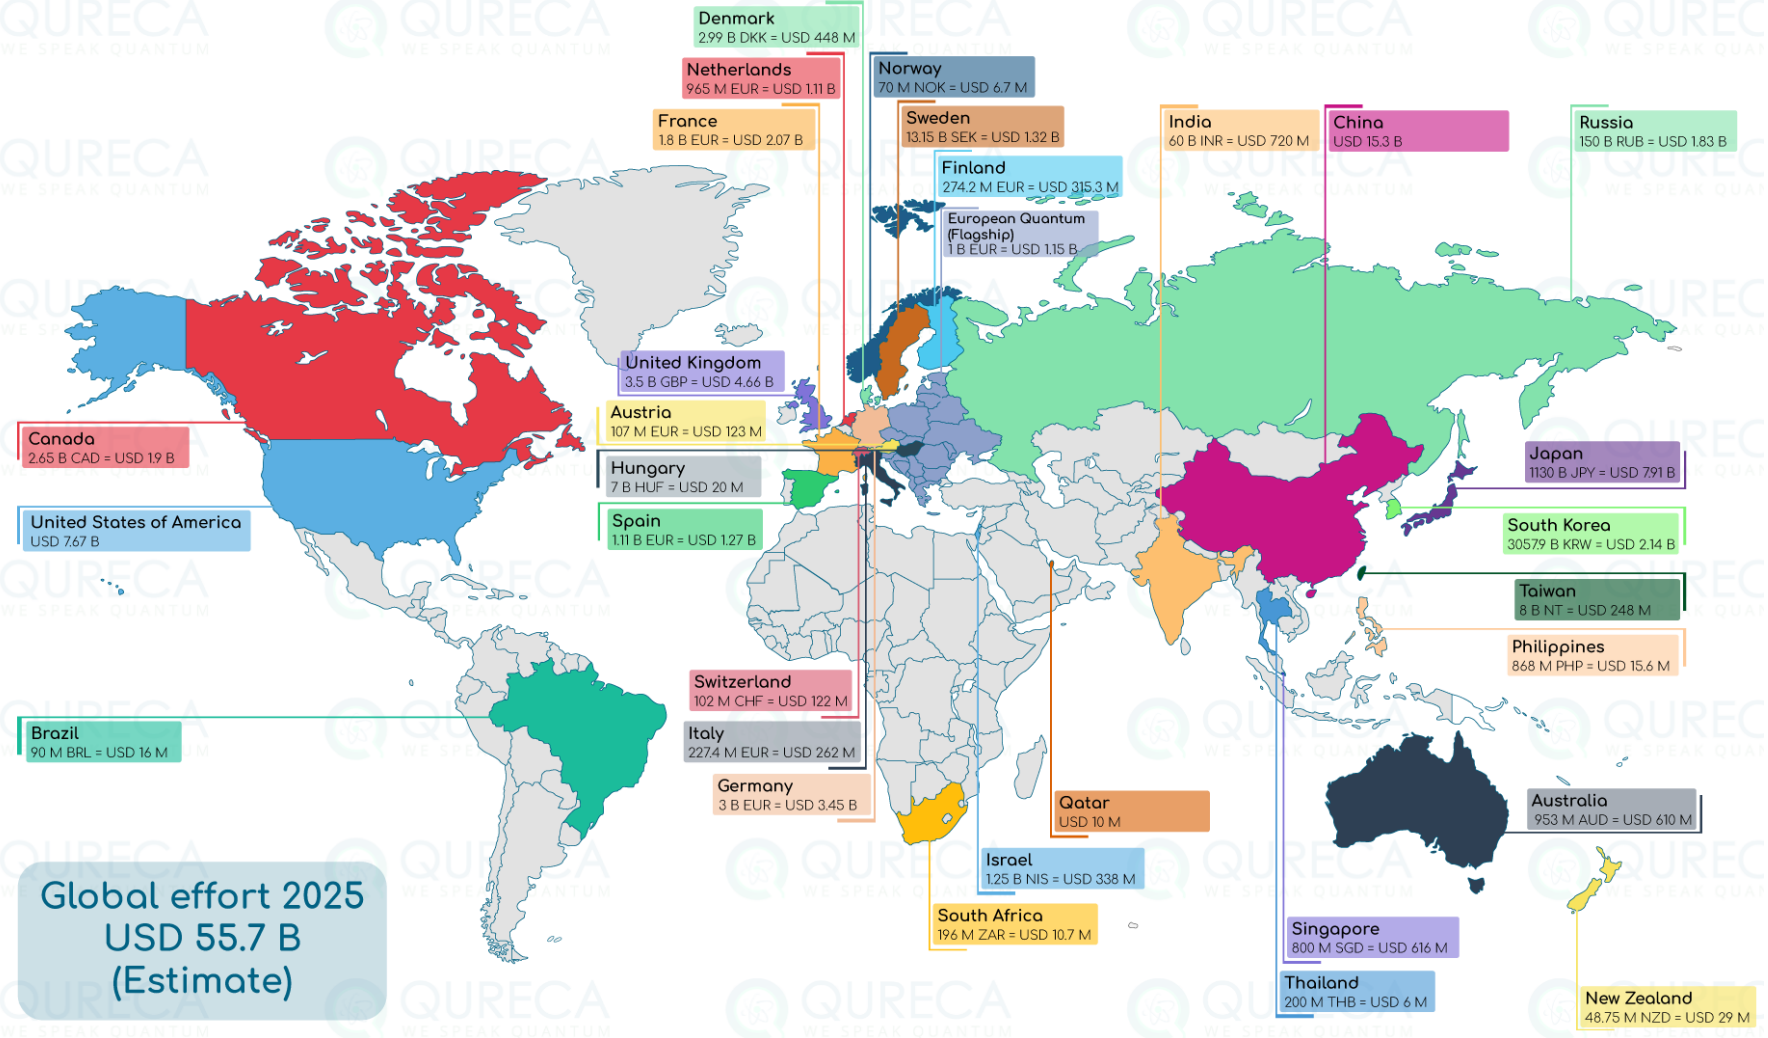 QURECA
WE SPEAK QUANTUM
Denmark
2.99 B DKK = USD 448 M
Netherlands
965 M EUR = USD 1.11 B
France
1.8 B EUR = USD 2.07 B
Norway
70 M NOK = USD 6.7 M
Sweden
13.15 B SEK = USD 1.32 B
Finland
274.2 M EUR = USD 315.3 M
European Quantum
(Flagship)
1 B EUR = USD 1.15 B
India
60 B INR = USD 720 M
China
USD 15.3 B
Russia
150 B RUB = USD 1.83 B
United Kingdom
3.5 B GBP = USD 4.66 B
Austria
107 M EUR = USD 123 M
Hungary
7 B HUF = USD 20 M
Spain
1.11 B EUR = USD 1.27 B
Canada
2.65 B CAD = USD 1.9 B
United States of America
USD 7.67 B
Brazil
90 M BRL = USD 16 M
Japan
1130 B JPY = USD 7.91 B
South Korea
3057.9 B KRW = USD 2.14 B
Taiwan
8 B NT = USD 248 M
Philippines
868 M PHP = USD 15.6 M
Switzerland
102 M CHF = USD 122 M
Italy
227.4 M EUR = USD 262 M
Germany
3 B EUR = USD 3.45 B
Qatar
USD 10 M
Israel
1.25 B NIS = USD 338 M
South Africa
196 M ZAR = USD 10.7 M
Australia
953 M AUD = USD 610 M
Singapore
800 M SGD = USD 616 M
Thailand
200 M THB = USD 6 M
New Zealand
48.75 M NZD = USD 29 M
Global effort 2025
USD 55.7 B
(Estimate)